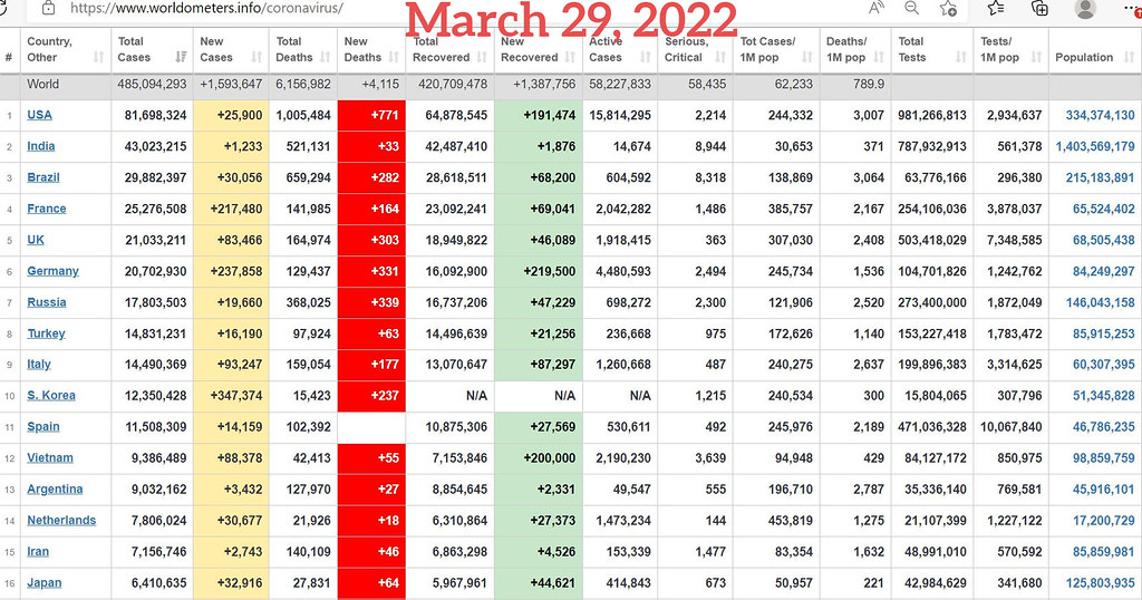 https://www.worldometers.info/coronavirus/
March 29, 2022
# Country, Other Total Cases New Cases Total Deaths New Deaths Total Recovered New Recovered Active Cases Serious, Critical Tot Cases/ 1M pop Deaths/ 1M pop Total Tests Tests/ 1M pop Population
World 485,094,293 +1,593,647 6,156,982 +4,115 420,709,478 +1,387,756 58,227,833 58,435 62,233 789.9
1 USA 81,698,324 +25,900 1,005,484 +771 64,878,545 +191,474 15,814,295 2,214 244,332 3,007 981,266,813 2,934,637 334,374,130
2 India 43,023,215 +1,233 521,131 +33 42,487,410 +1,876 14,674 8,944 30,653 371 787,932,913 561,378 1,403,569,179
3 Brazil 29,882,397 +30,056 659,294 +282 28,618,511 +68,200 604,592 8,318 138,869 3,064 63,776,166 296,380 215,183,891
4 France 25,276,508 +217,480 141,985 +164 23,092,241 +69,041 2,042,282 1,486 385,757 2,167 254,106,036 3,878,037 65,524,402
5 UK 21,033,211 +83,466 164,974 +303 18,949,822 +46,089 1,918,415 363 307,030 2,408 503,418,029 7,348,585 68,505,438
6 Germany 20,702,930 +237,858 129,437 +331 16,092,900 +219,500 4,480,593 2,494 245,734 1,536 104,701,826 1,242,762 84,249,297
7 Russia 17,803,503 +19,660 368,025 +339 16,737,206 +47,229 698,272 2,300 121,906 2,520 273,400,000 1,872,049 146,043,158
8 Turkey 14,831,231 +16,190 97,924 +63 14,496,639 +21,256 236,668 975 172,626 1,140 153,227,418 1,783,472 85,915,253
9 Italy 14,490,369 +93,247 159,054 +177 13,070,647 +87,297 1,260,668 487 240,275 2,637 199,896,383 3,314,625 60,307,395
10 S. Korea 12,350,428 +347,374 15,423 +237 N/A N/A N/A 1,215 240,534 300 15,804,065 307,796 51,345,828
11 Spain 11,508,309 +14,159 102,392 10,875,306 +27,569 530,611 492 245,976 2,189 471,036,328 10,067,840 46,786,235
12 Vietnam 9,386,489 +88,378 42,413 +55 7,153,846 +200,000 2,190,230 3,639 94,948 429 84,127,172 850,975 98,859,759
13 Argentina 9,032,162 +3,432 127,970 +27 8,854,645 +2,331 49,547 555 196,710 2,787 35,336,140 769,581 45,916,101
14 Netherlands 7,806,024 +30,677 21,926 +18 6,310,864 +27,373 1,473,234 144 453,819 1,275 21,107,399 1,227,122 17,200,729
15 Iran 7,156,746 +2,743 140,109 +46 6,863,298 +4,526 153,339 1,477 83,354 1,632 48,991,010 570,592 85,859,981
16 Japan 6,410,635 +32,916 27,831 +64 5,967,961 +44,621 414,843 673 50,957 221 42,984,629 341,680 125,803,935